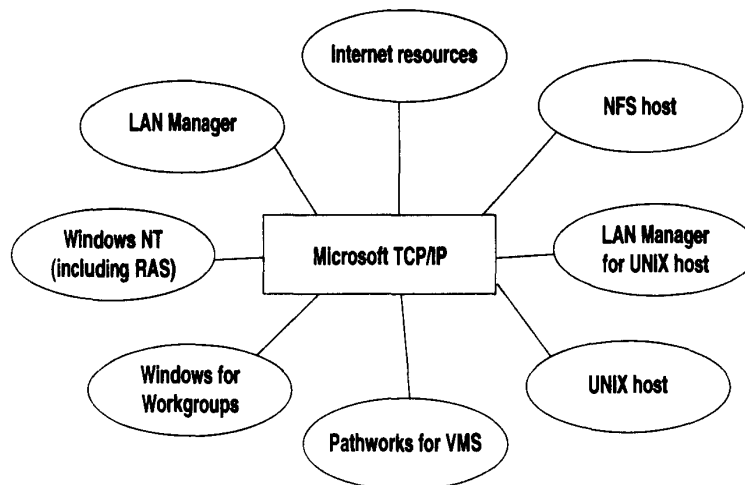 Internet resources
NFS host
LAN Manager
Windows NT
(including RAS)
Microsoft TCP/IP
LAN Manager
for UNIX host
Windows for
Workgroups
UNIX host
Pathworks for VMS